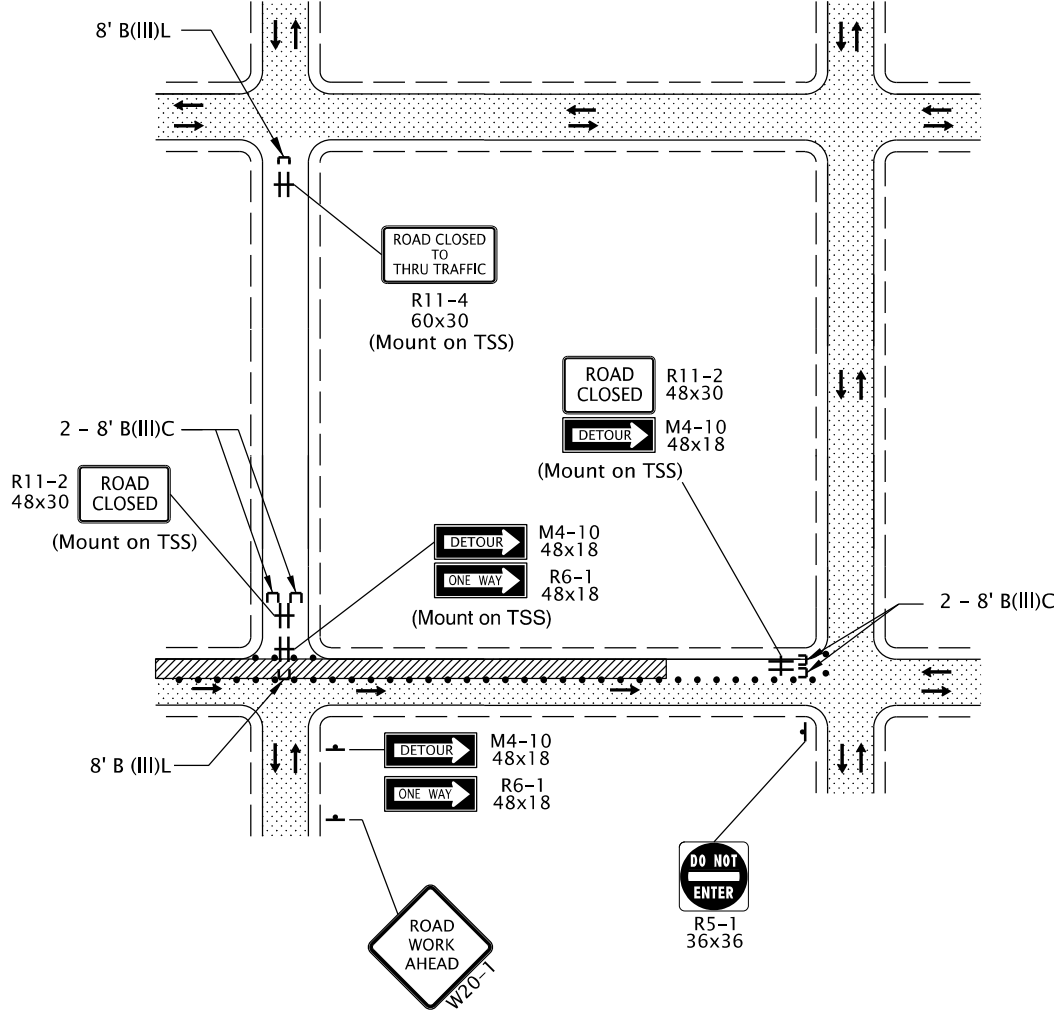 8' B(III)L
ROAD CLOSED
TO
THRU TRAFFIC
R11-4
60x30
(Mount on TSS)
ROAD
CLOSED
R11-2
48x30
DETOUR
M4-10
48x18
(Mount on TSS)
2 - 8' B(III)C
R11-2
48x30
ROAD
CLOSED
(Mount on TSS)
DETOUR
M4-10
48x18
ONE WAY
R6-1
48x18
(Mount on TSS)
2 - 8' B(III)C
8' B (III)L
DETOUR
M4-10
48x18
ONE WAY
R6-1
48x18
DO NOT
ENTER
R5-1
36x36
ROAD
WORK
AHEAD
W20-1